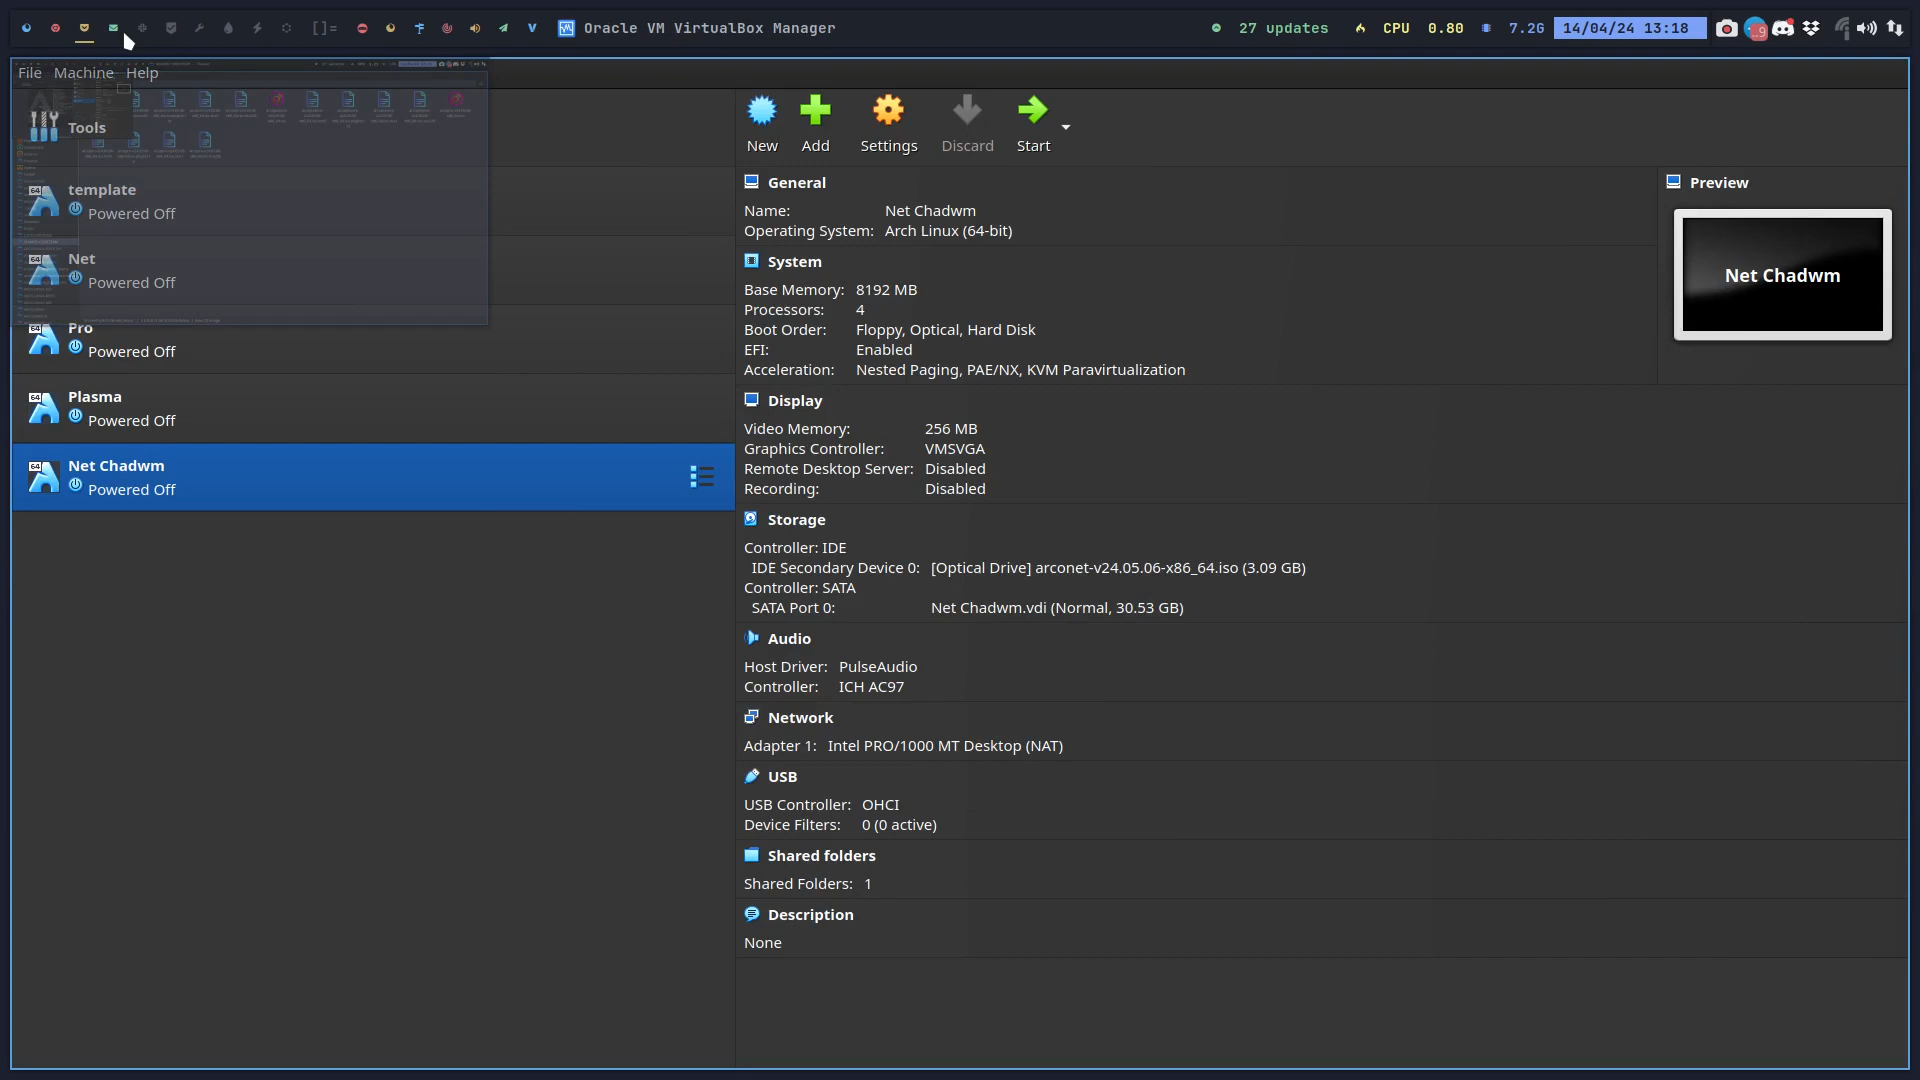 []= V Oracle VM VirtualBox Manager 27 updates CPU 0.80 7.2G 14/04/24 13:18
File Machine Help
Tools
64 template
Powered Off
64 Net
Powered Off
64 Pro
Powered Off
64 Plasma
Powered Off
64 Net Chadwm
Powered Off
New Add Settings Discard Start
General
Name: Net Chadwm
Operating System: Arch Linux (64-bit)
System
Base Memory: 8192 MB
Processors: 4
Boot Order: Floppy, Optical, Hard Disk
EFI: Enabled
Acceleration: Nested Paging, PAE/NX, KVM Paravirtualization
Display
Video Memory: 256 MB
Graphics Controller: VMSVGA
Remote Desktop Server: Disabled
Recording: Disabled
Storage
Controller: IDE
IDE Secondary Device 0: [Optical Drive] arconet-v24.05.06-x86_64.iso (3.09 GB)
Controller: SATA
SATA Port 0: Net Chadwm.vdi (Normal, 30.53 GB)
Audio
Host Driver: PulseAudio
Controller: ICH AC97
Network
Adapter 1: Intel PRO/1000 MT Desktop (NAT)
USB
USB Controller: OHCI
Device Filters: 0 (0 active)
Shared folders
Shared Folders: 1
Description
None
Preview
Net Chadwm